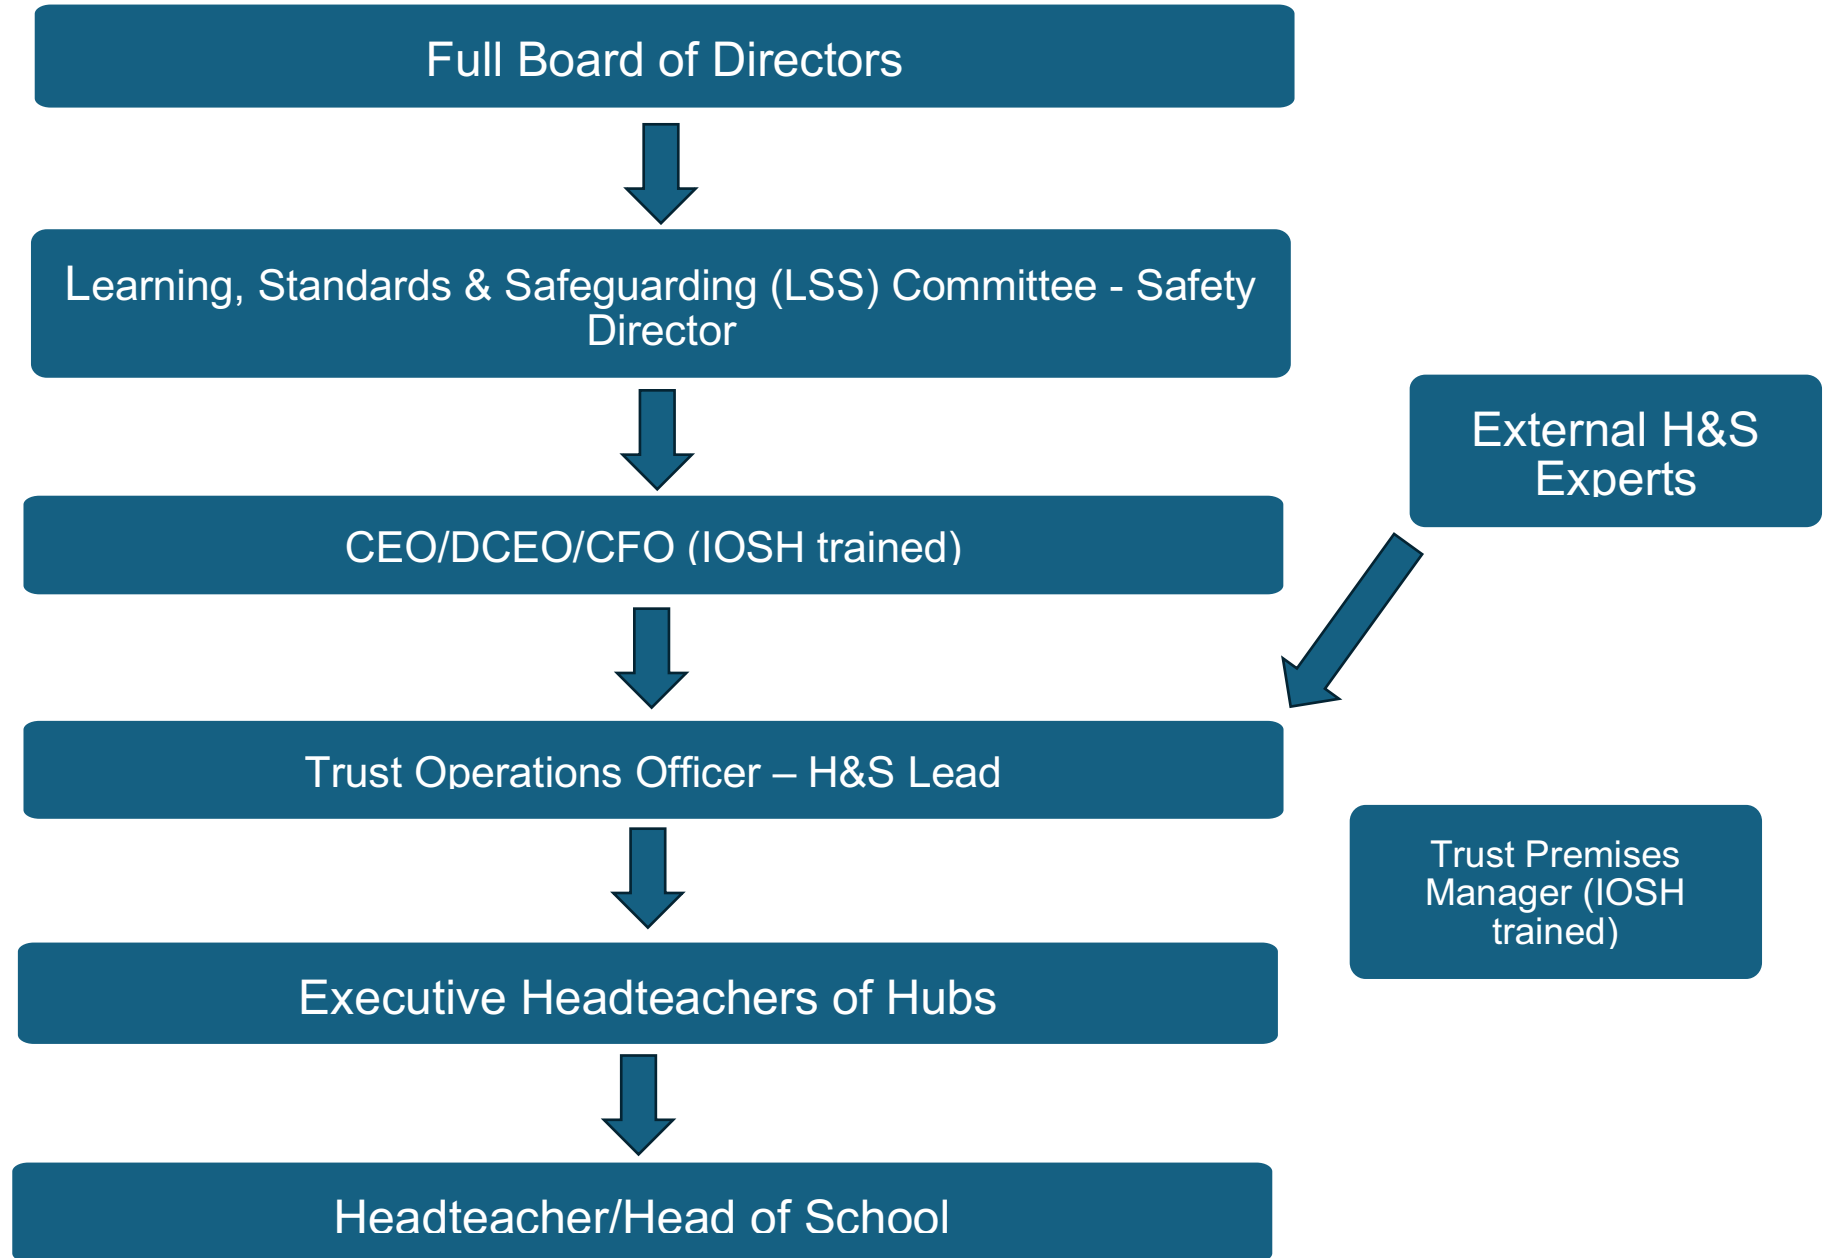 Full Board of Directors
Learning, Standards & Safeguarding (LSS) Committee - Safety
Director
External H&S
Experts
CEO/DCEO/CFO (IOSH trained)
Trust Operations Officer – H&S Lead
Trust Premises
Manager (IOSH
trained)
Executive Headteachers of Hubs
Headteacher/Head of School